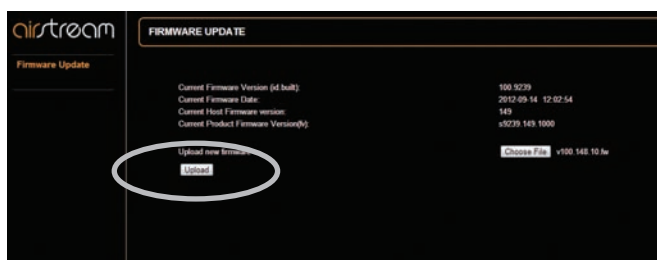 airstream
FIRMWARE UPDATE
Firmware Update
Current Firmware Version (id.built): 100.9239
Current Firmware Date: 2012-09-14 12:02:54
Current Host Firmware version: 149
Current Product Firmware Version(fv): s9239.149.1000
Upload new firmware Choose File v100.148.10.fw
Upload